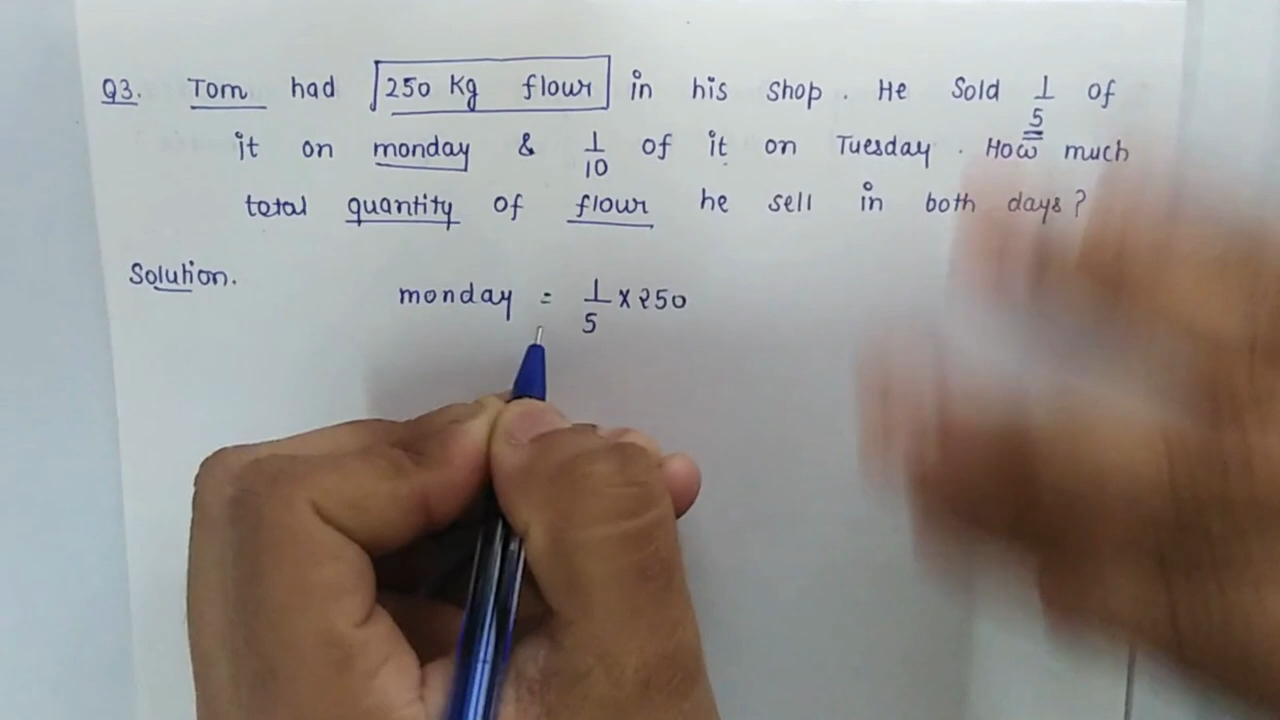 Q3. Tom had 250 Kg flour in his shop. He Sold 1/5 of
it on monday & 1/10 of it on Tuesday. How much
total quantity of flour he sell in both days?
Solution.
monday = 1/5 x 250